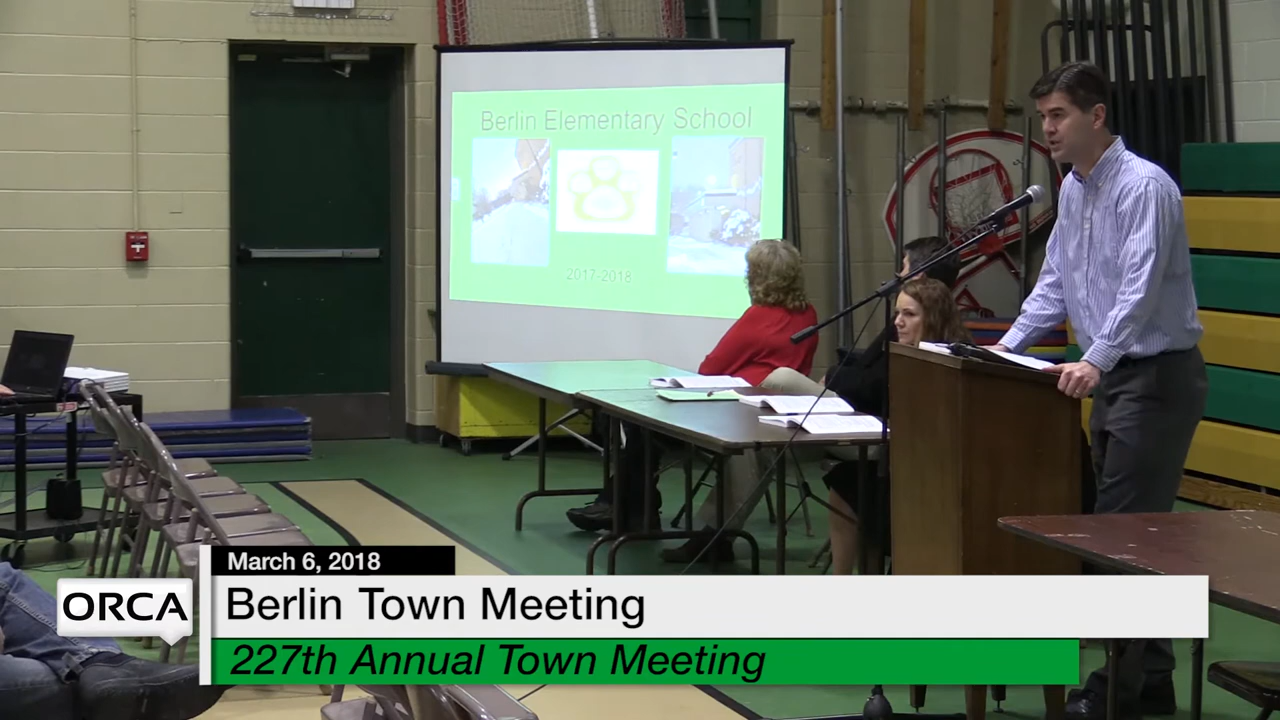 Berlin Elementary School
2017-2018
March 6, 2018
ORCA
Berlin Town Meeting
227th Annual Town Meeting